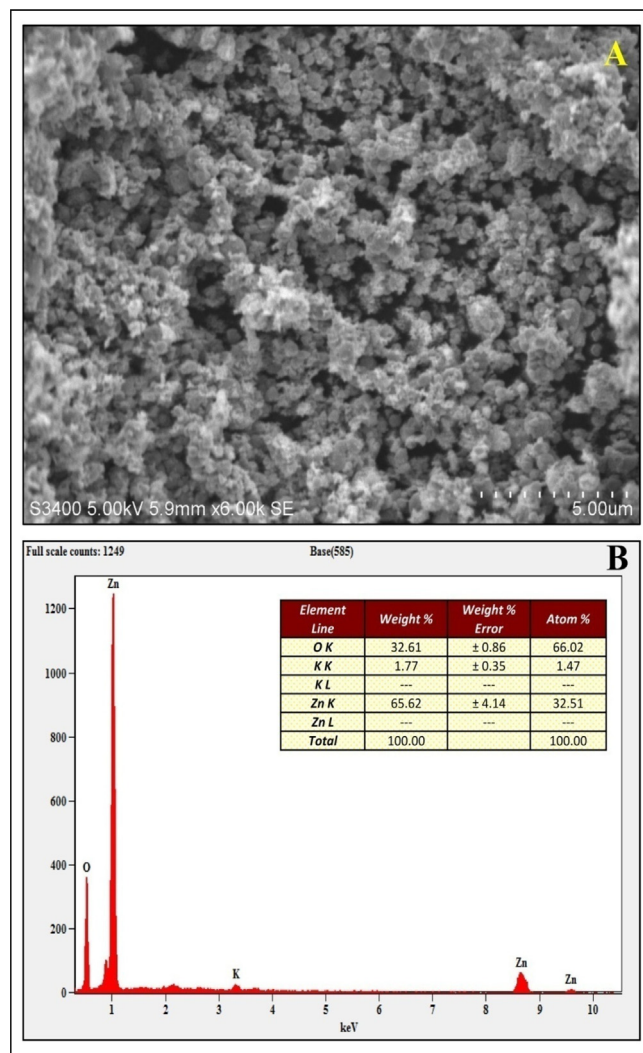 A
S3400 5.00kV 5.9mm x6.00k SE
5.00um
B
Full scale counts: 1249
Base(585)
Zn
1200
1000
800
600
400
200
0
O
K
Zn
Zn
1
2
3
4
5
6
7
8
9
10
keV
Element Line Weight % Weight % Error Atom %
O K 32.61 ± 0.86 66.02
K K 1.77 ± 0.35 1.47
K L --- --- ---
Zn K 65.62 ± 4.14 32.51
Zn L --- --- ---
Total 100.00 100.00